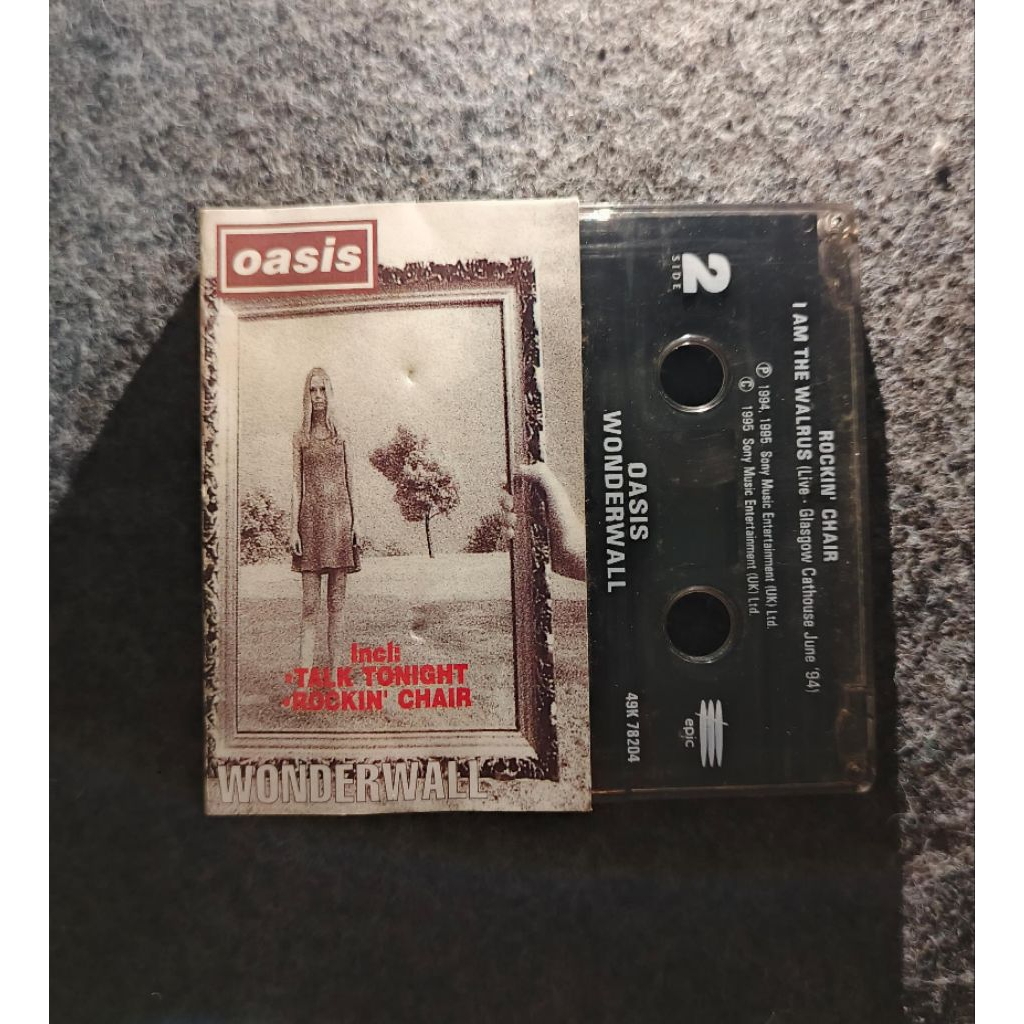 oasis
Incl:
•TALK TONIGHT
•ROCKIN' CHAIR
WONDERWALL
2
SIDE
ROCKIN' CHAIR
I AM THE WALRUS (Live - Glasgow Cathouse June '94)
℗ 1994, 1995 Sony Music Entertainment (UK) Ltd.
© 1995 Sony Music Entertainment (UK) Ltd.
OASIS
WONDERWALL
epic
49K 78204